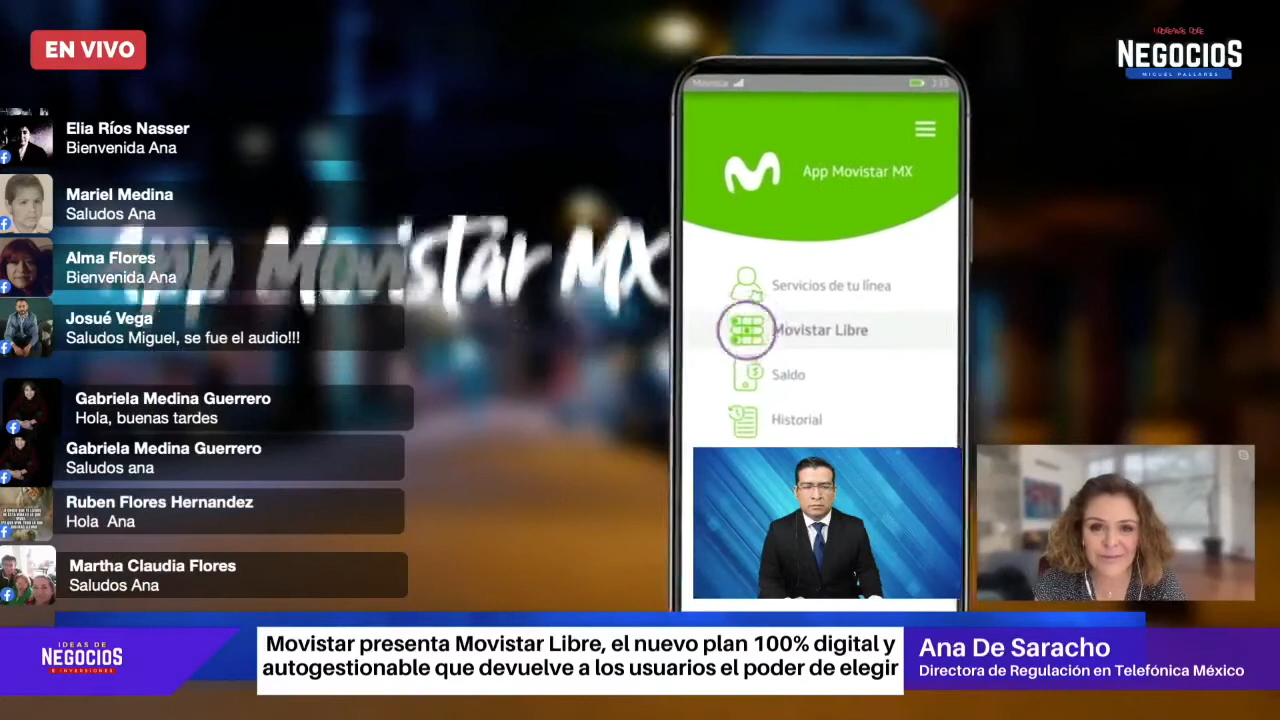 EN VIVO
IDEAS DE
NEGOCIOS
MIGUEL PALLARES
Elia Ríos Nasser
Bienvenida Ana
Mariel Medina
Saludos Ana
Alma Flores
Bienvenida Ana
Josué Vega
Saludos Miguel, se fue el audio!!!
Gabriela Medina Guerrero
Hola, buenas tardes
Gabriela Medina Guerrero
Saludos ana
Ruben Flores Hernandez
Hola Ana
Martha Claudia Flores
Saludos Ana
App Movistar MX
Movistar
App Movistar MX
Servicios de tu línea
Movistar Libre
Saldo
Historial
IDEAS DE
NEGOCIOS
E INVERSIONES
Movistar presenta Movistar Libre, el nuevo plan 100% digital y
autogestionable que devuelve a los usuarios el poder de elegir
Ana De Saracho
Directora de Regulación en Telefónica México